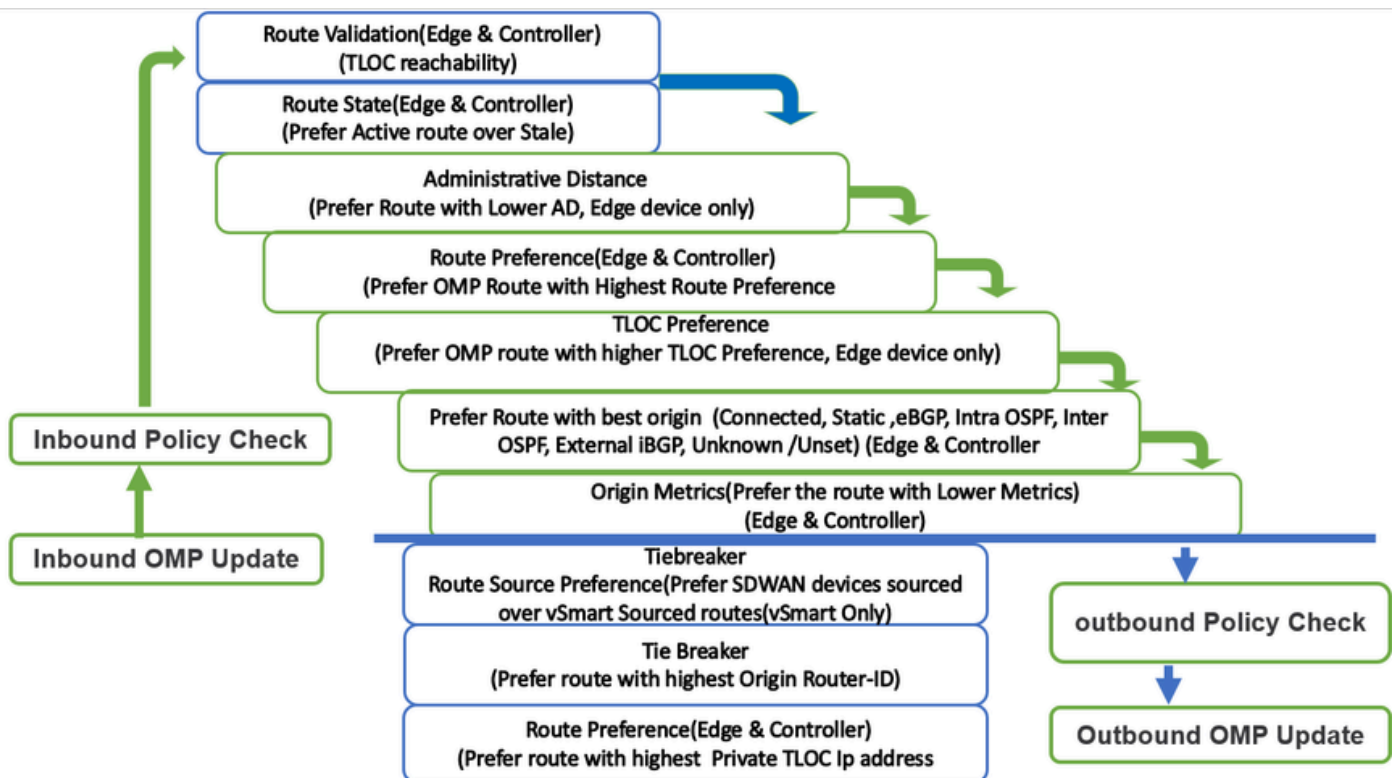 Route Validation(Edge & Controller)
(TLOC reachability)
Route State(Edge & Controller)
(Prefer Active route over Stale)
Administrative Distance
(Prefer Route with Lower AD, Edge device only)
Route Preference(Edge & Controller)
(Prefer OMP Route with Highest Route Preference
TLOC Preference
(Prefer OMP route with higher TLOC Preference, Edge device only)
Prefer Route with best origin (Connected, Static ,eBGP, Intra OSPF, Inter
OSPF, External iBGP, Unknown /Unset) (Edge & Controller
Origin Metrics(Prefer the route with Lower Metrics)
(Edge & Controller)
Inbound Policy Check
Inbound OMP Update
Tiebreaker
Route Source Preference(Prefer SDWAN devices sourced
over vSmart Sourced routes(vSmart Only)
Tie Breaker
(Prefer route with highest Origin Router-ID)
Route Preference(Edge & Controller)
(Prefer route with highest Private TLOC Ip address
outbound Policy Check
Outbound OMP Update